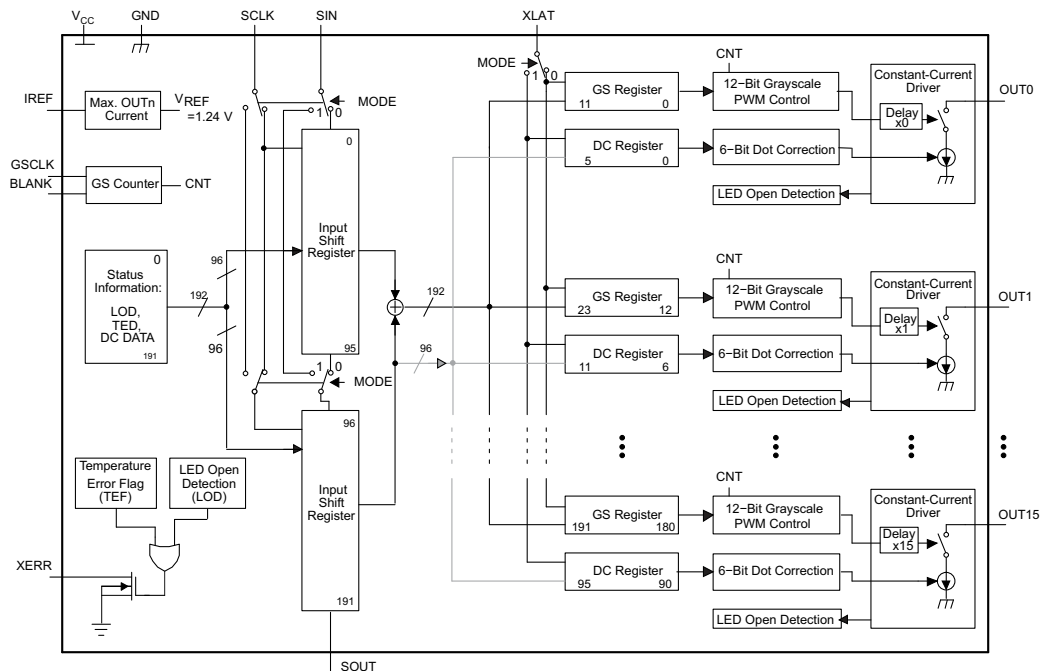 VCC
GND
SCLK
SIN
XLAT
CNT
MODE
1 0
GS Register
11 0
12−Bit Grayscale
PWM Control
Constant-Current
Driver
Delay
x0
OUT0
IREF
Max. OUTn
Current
VREF
=1.24 V
1 0
MODE
0
DC Register
5 0
6−Bit Dot Correction
LED Open Detection
GSCLK
BLANK
GS Counter
CNT
0
Status
Information:
LOD,
TED,
DC DATA
191
192
96
96
Input
Shift
Register
95
192
96
CNT
GS Register
23 12
12−Bit Grayscale
PWM Control
Constant-Current
Driver
Delay
x1
OUT1
DC Register
11 6
6−Bit Dot Correction
LED Open Detection
1 0
MODE
96
Input
Shift
Register
191
Temperature
Error Flag
(TEF)
LED Open
Detection
(LOD)
XERR
CNT
GS Register
191 180
12−Bit Grayscale
PWM Control
Constant-Current
Driver
Delay
x15
OUT15
DC Register
95 90
6−Bit Dot Correction
LED Open Detection
SOUT